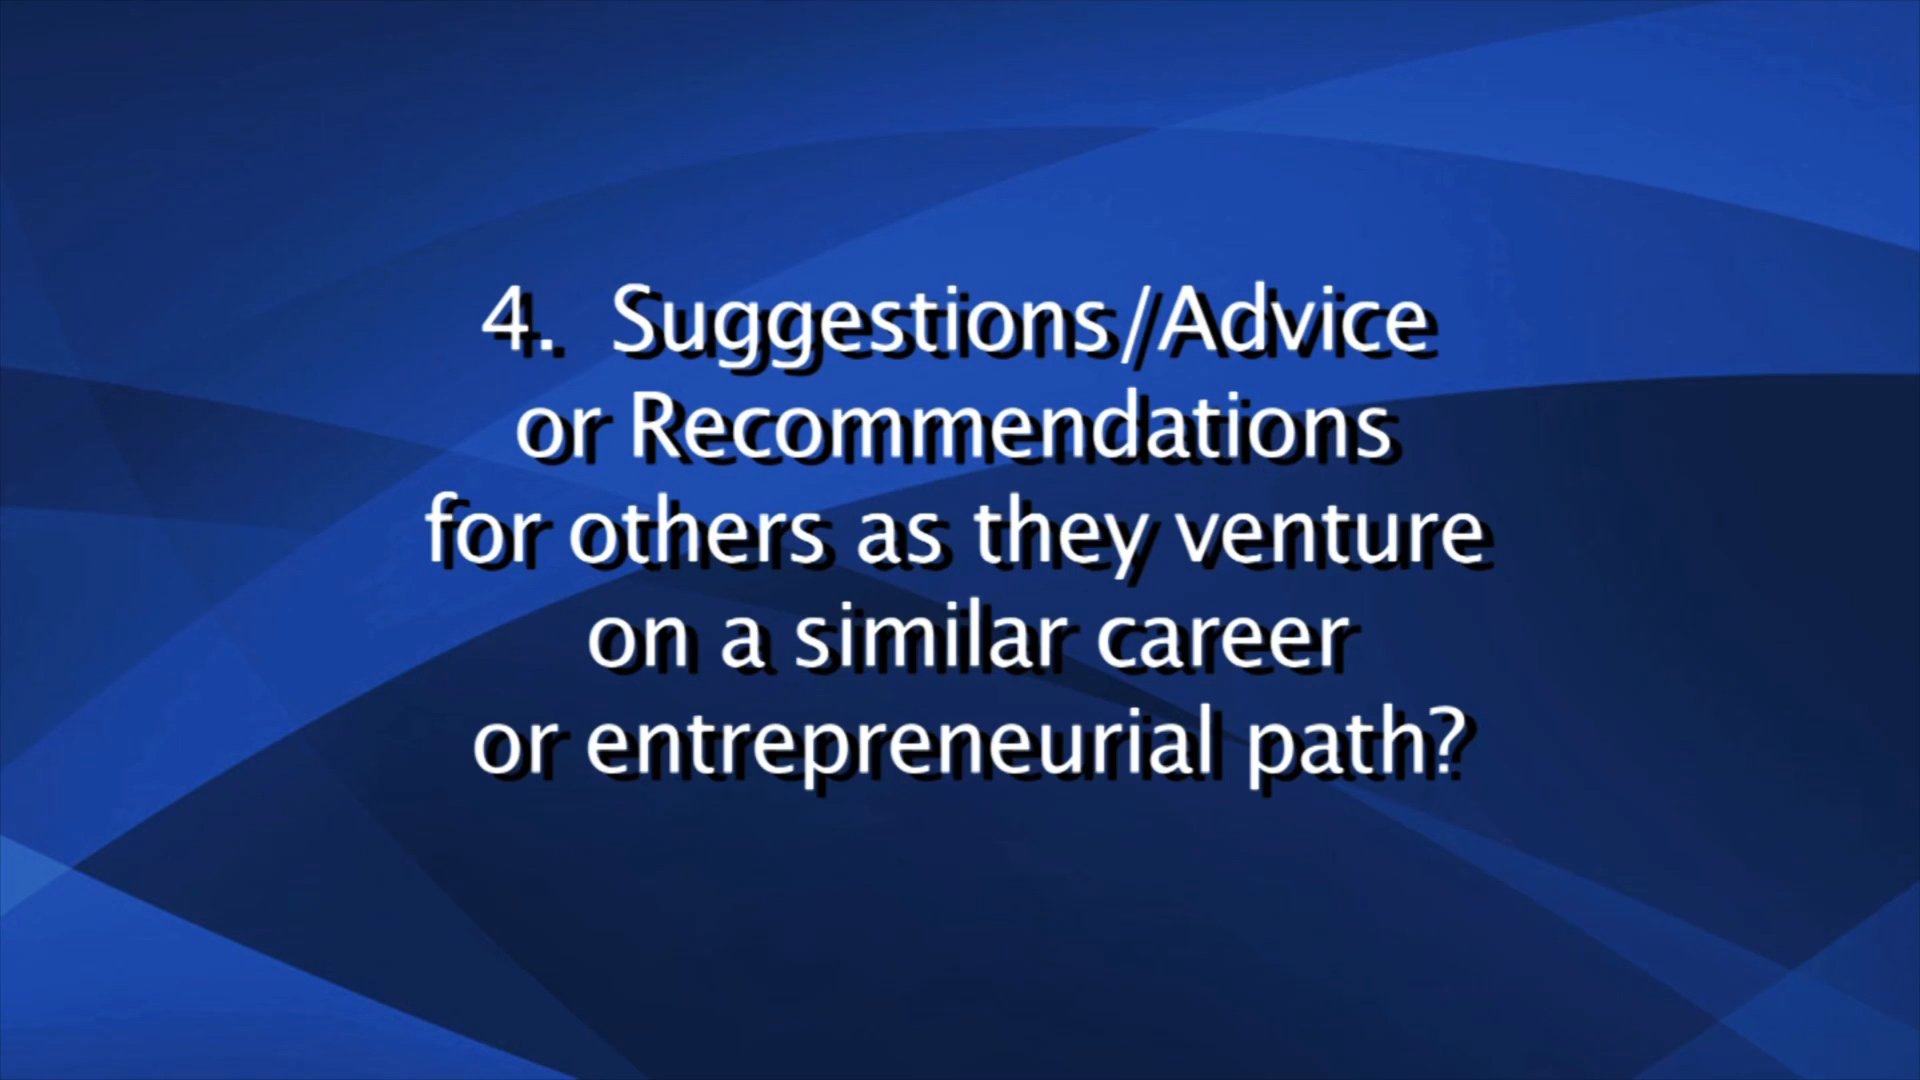 4. Suggestions/Advice
or Recommendations
for others as they venture
on a similar career
or entrepreneurial path?